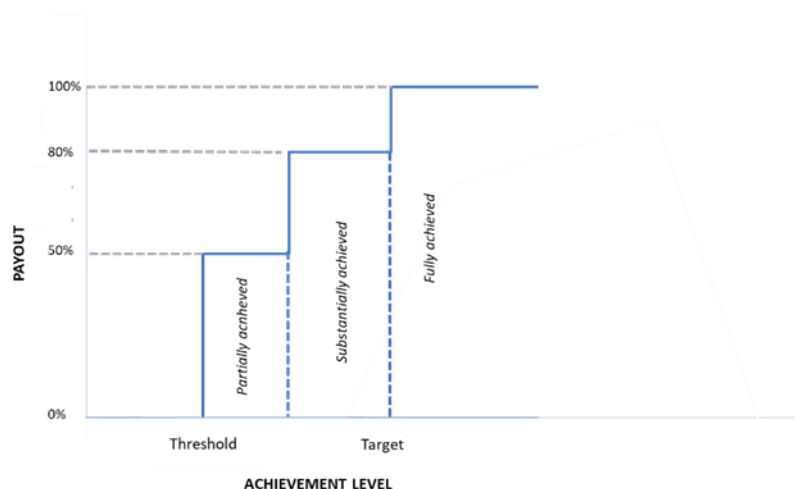 100%
80%
50%
0%
PAYOUT
Partially acnheved
Substantially achieved
Fully achieved
Threshold
Target
ACHIEVEMENT LEVEL